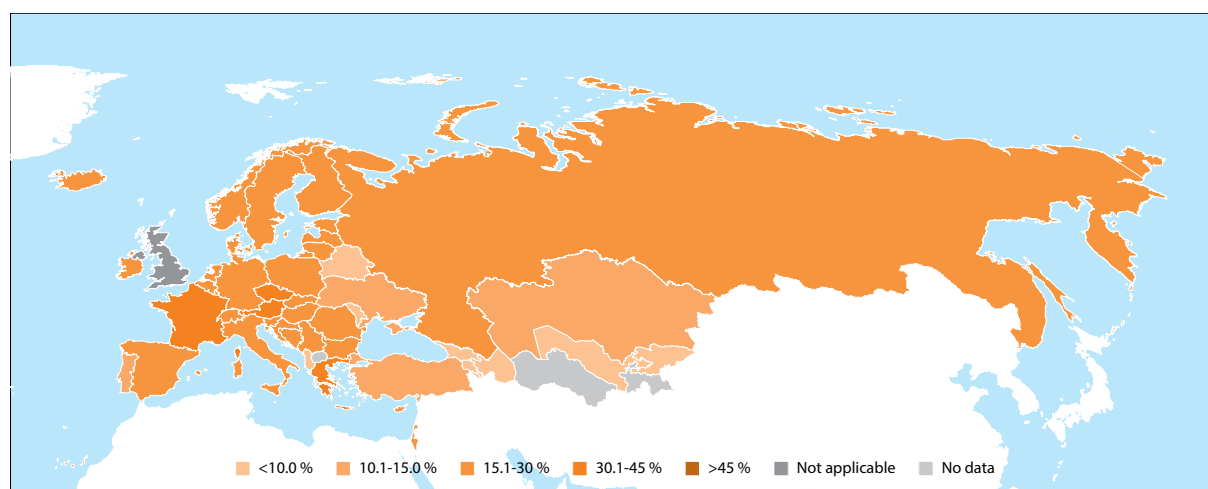 <10.0 % 10.1-15.0 % 15.1-30 % 30.1-45 % >45 % Not applicable No data